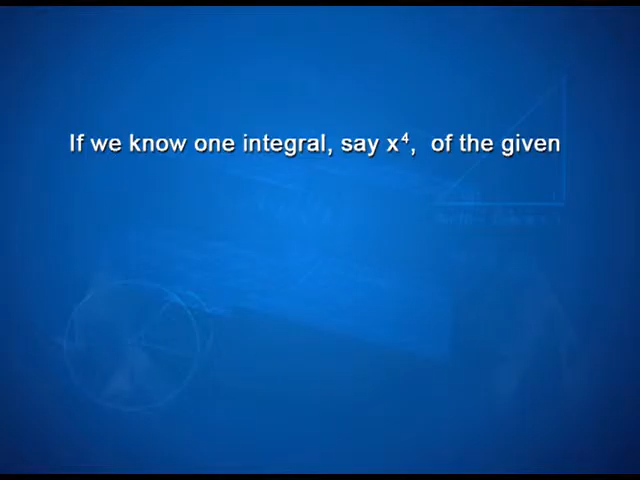 If we know one integral, say x⁴, of the given